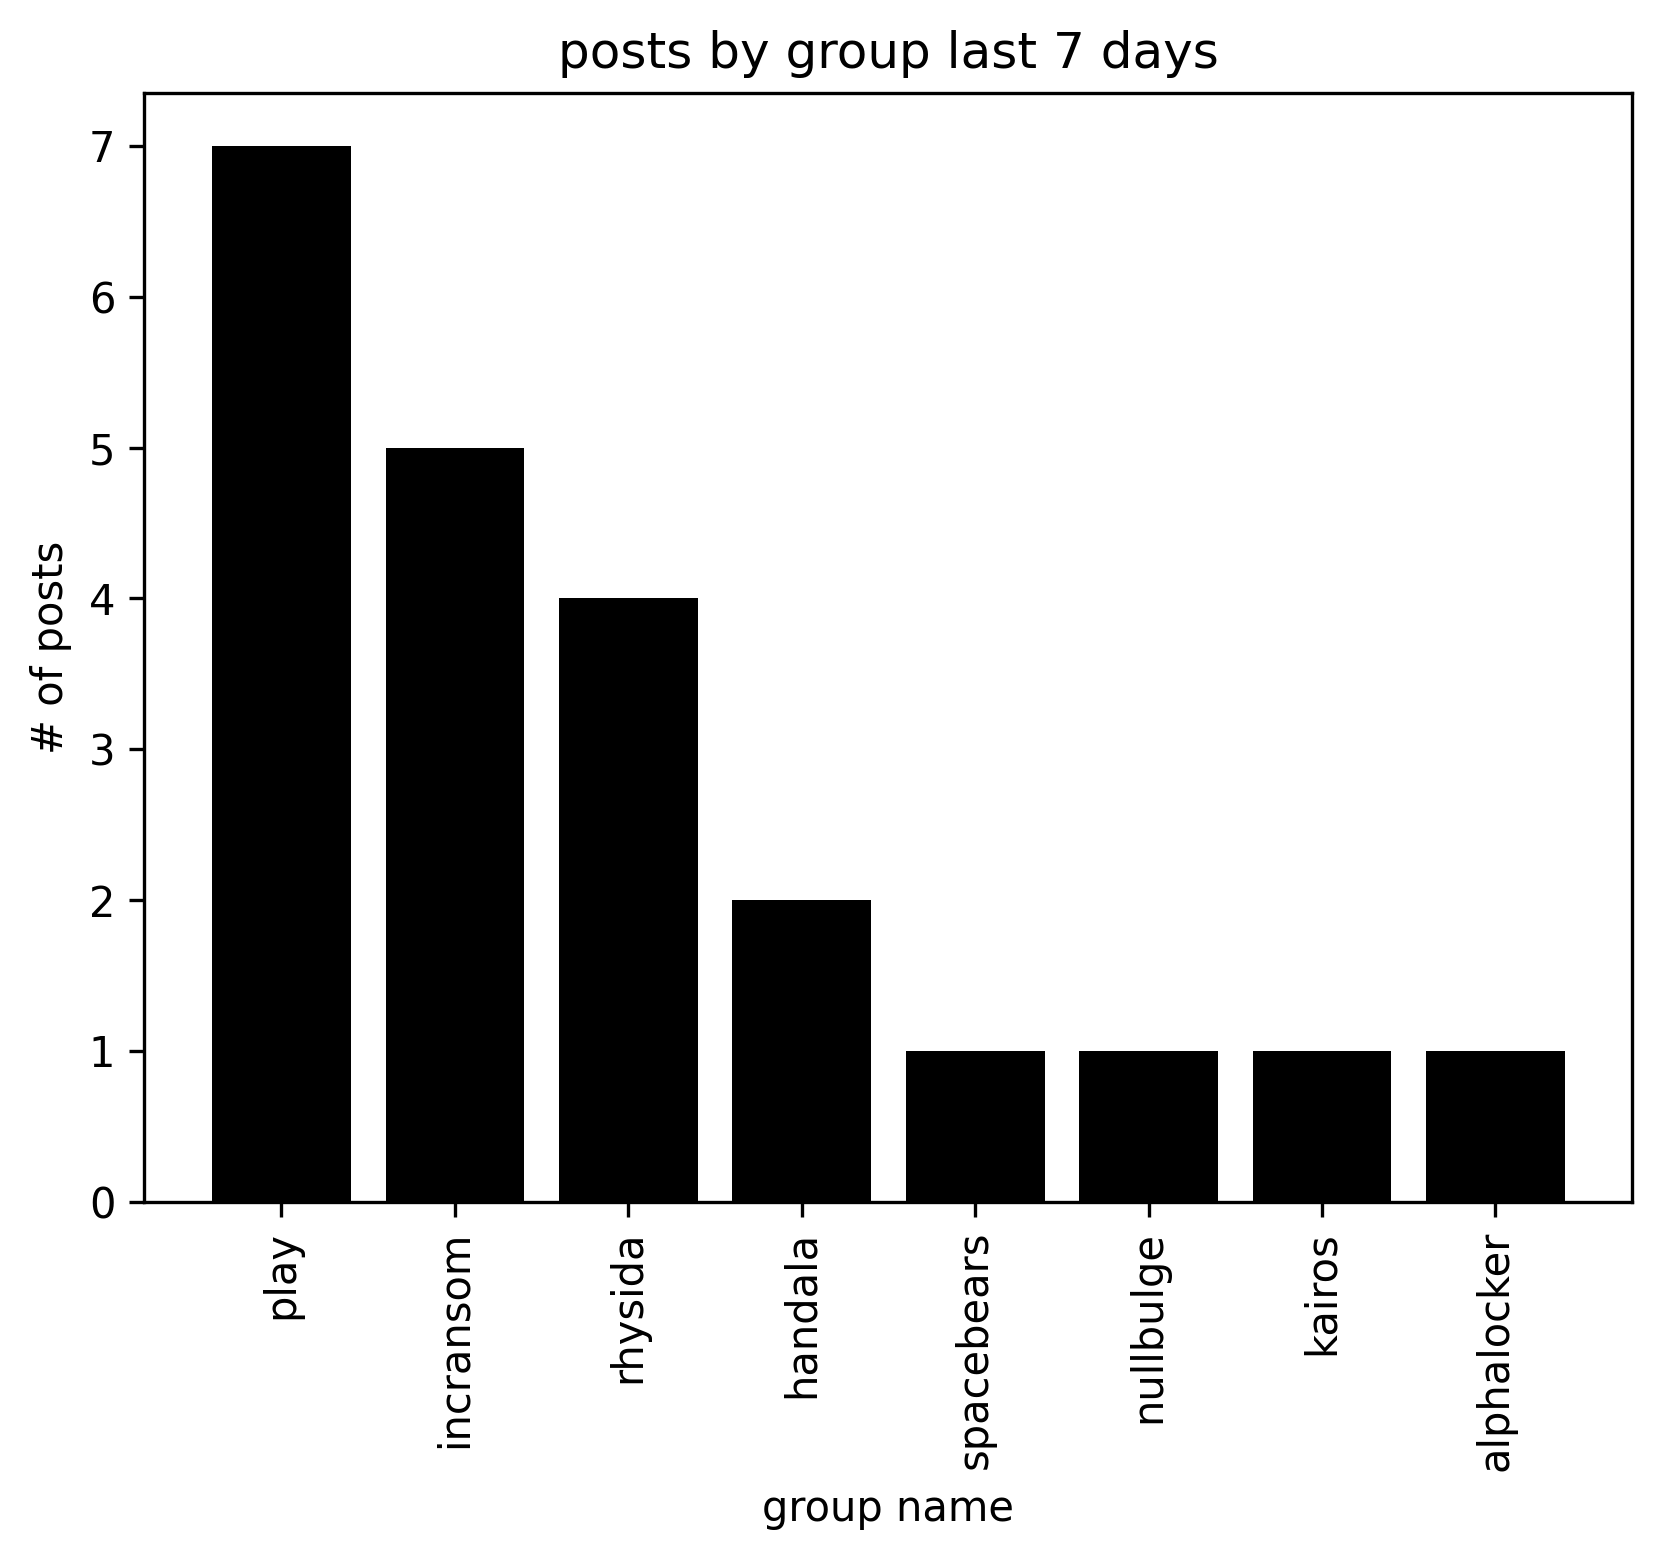 posts by group last 7 days
# of posts
7
6
5
4
3
2
1
0
play
incransom
rhysida
handala
spacebears
nullbulge
kairos
alphalocker
group name